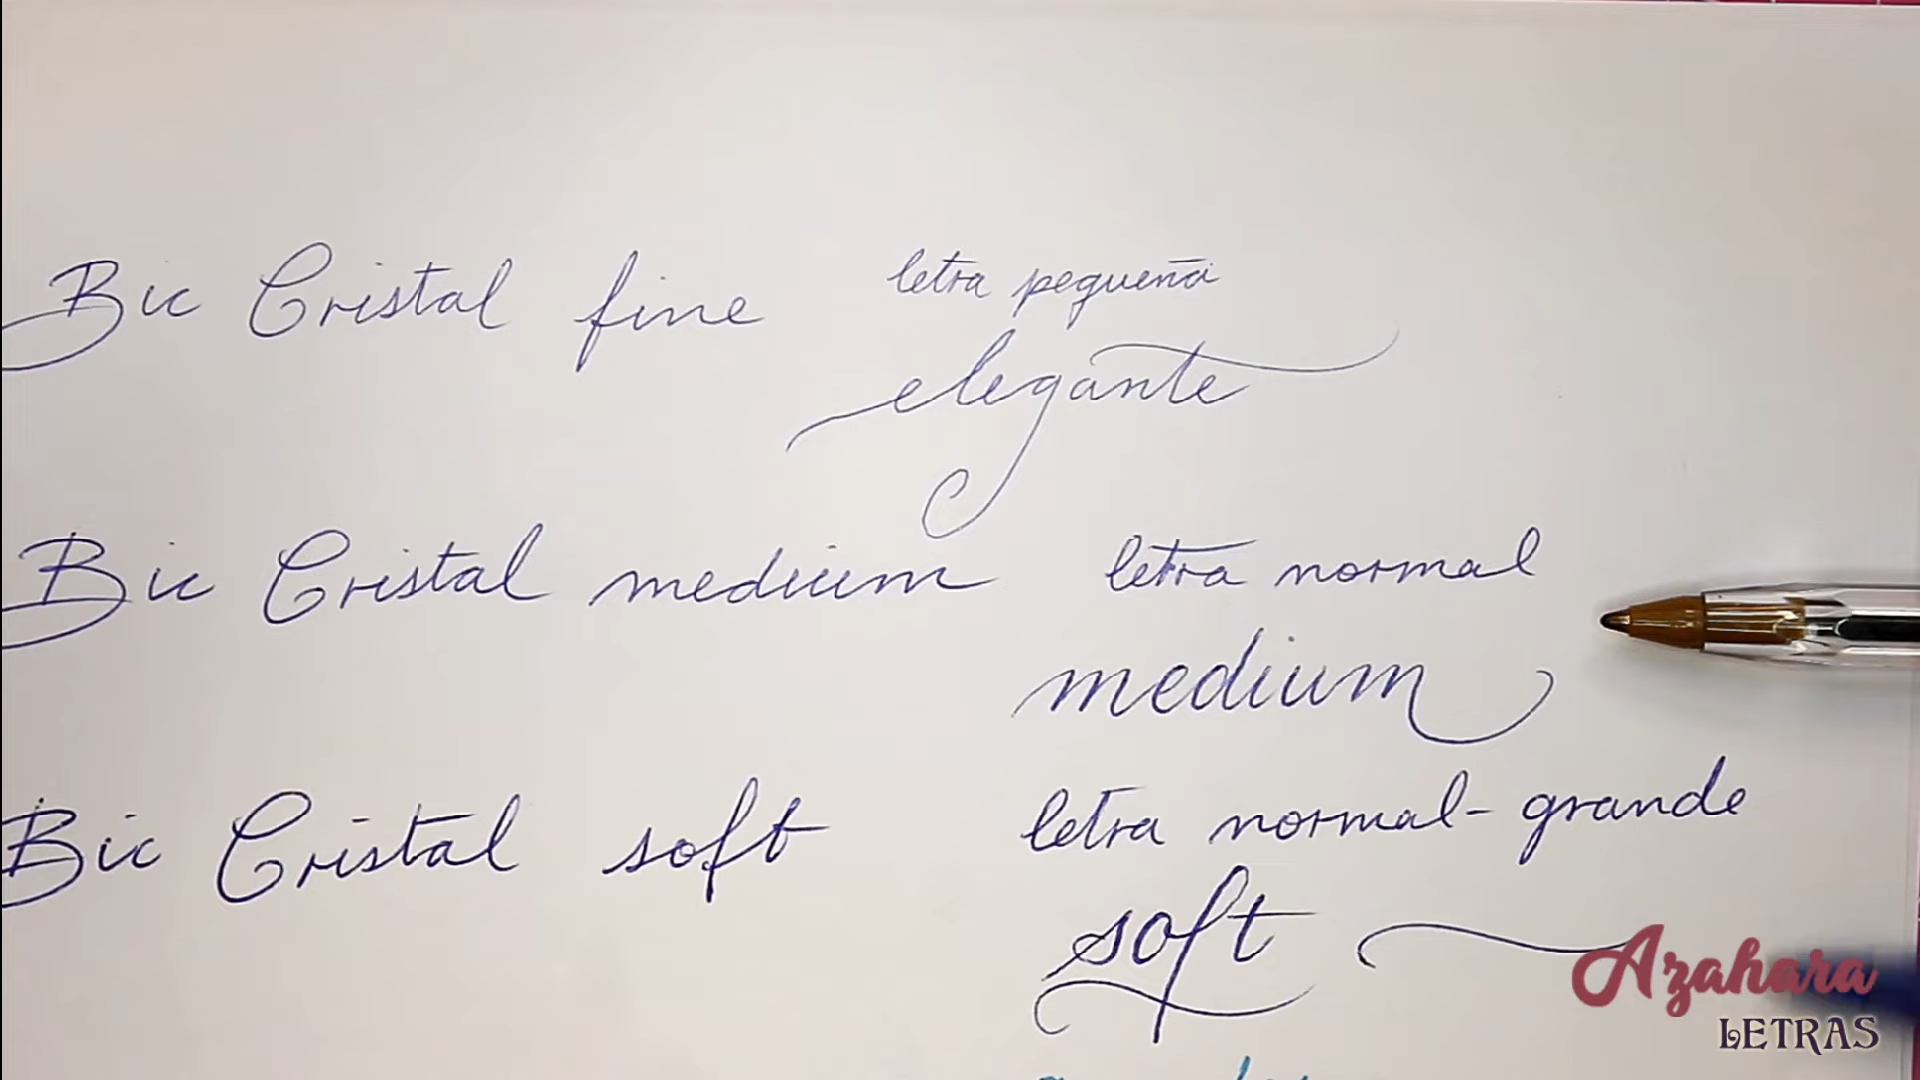 Bic Cristal fine letra pequeña
elegante
Bic Cristal medium letra normal
medium
Bic Cristal soft letra normal-grande
soft
Azahara
LETRAS